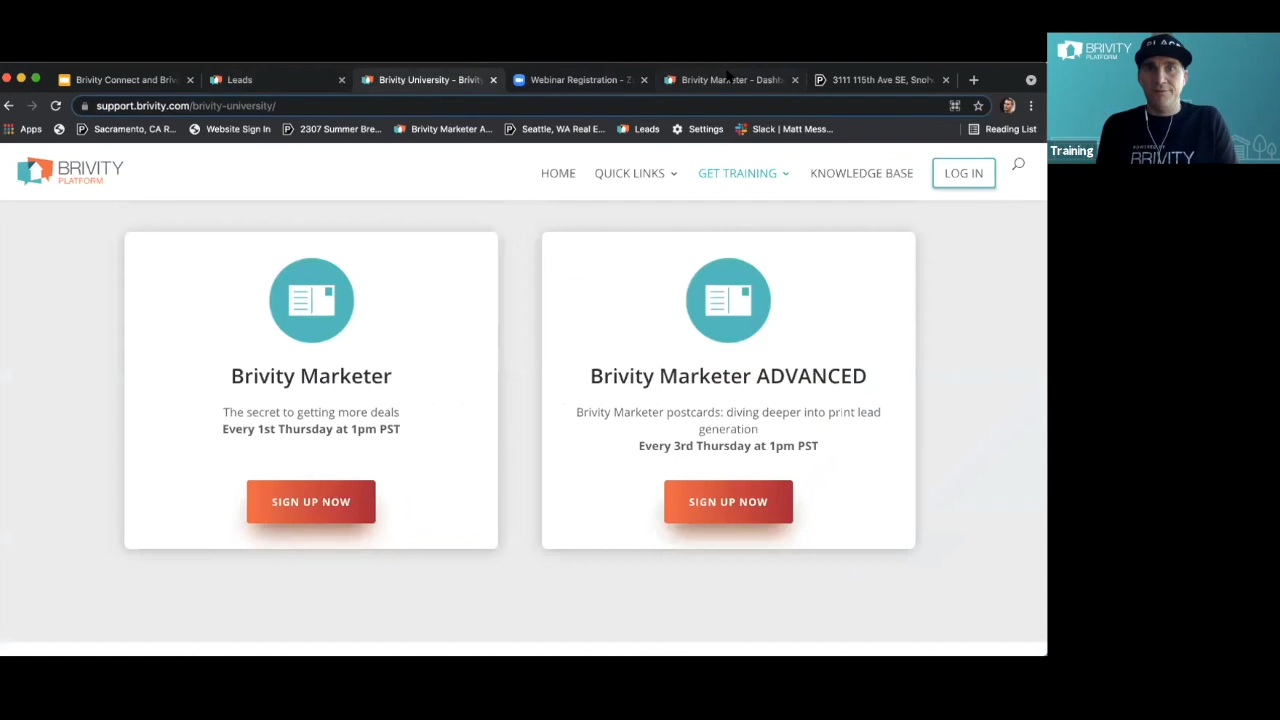 Brivity Connect and Briv
Leads
Brivity University - Brivity
Webinar Registration - Z
Brivity Marketer - Dashb
3111 115th Ave SE, Snoh
support.brivity.com/brivity-university/
Apps
Sacramento, CA R...
Website Sign In
2307 Summer Bre...
Brivity Marketer A...
Seattle, WA Real E...
Leads
Settings
Slack | Matt Mess...
Reading List
BRIVITY
PLATFORM
HOME
QUICK LINKS
GET TRAINING
KNOWLEDGE BASE
LOG IN
Brivity Marketer
The secret to getting more deals
Every 1st Thursday at 1pm PST
SIGN UP NOW
Brivity Marketer ADVANCED
Brivity Marketer postcards: diving deeper into print lead
generation
Every 3rd Thursday at 1pm PST
SIGN UP NOW
BRIVITY
PLATFORM
PLACE
POWERED BY
BRIVITY
Training